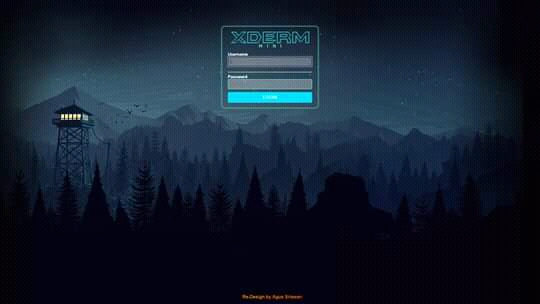 XDERM
MINI
Username
Password
LOGIN
Re.Design by Agus Sriawan